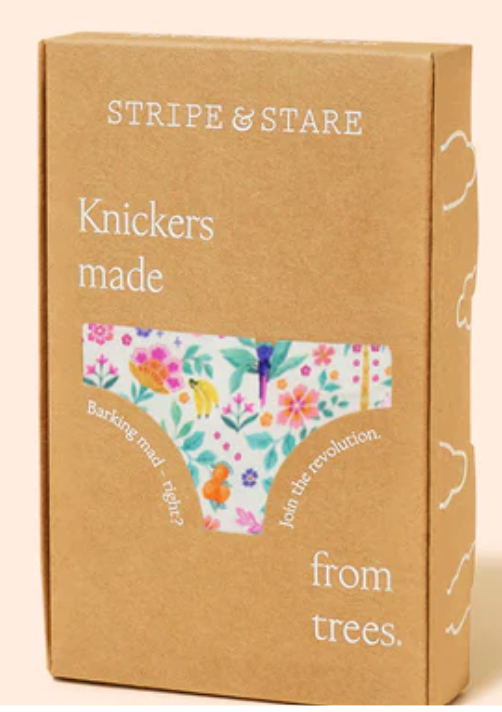 STRIPE & STARE
Knickers
made
Barking mad - right?
Join the revolution.
from
trees.